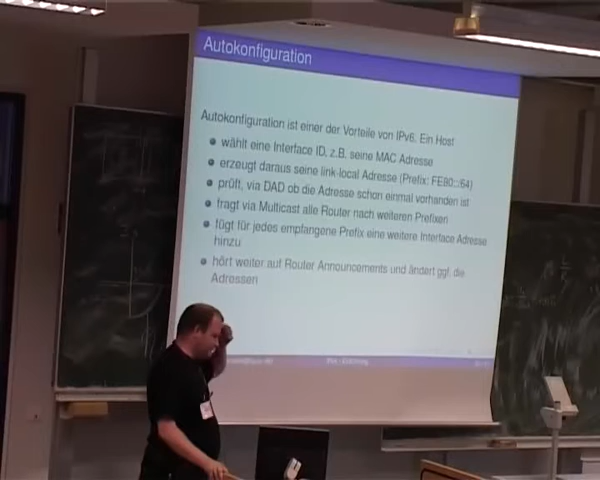 Autokonfiguration
Autokonfiguration ist einer der Vorteile von IPv6. Ein Host
wählt eine Interface ID, z.B. seine MAC Adresse
erzeugt daraus seine link-local Adresse (Prefix: FE80::/64)
prüft, via DAD ob die Adresse schon einmal vorhanden ist
fragt via Multicast alle Router nach weiteren Prefixen
fügt für jedes empfangene Prefix eine weitere Interface Adresse
hinzu
hört weiter auf Router Announcements und ändert ggf. die
Adressen